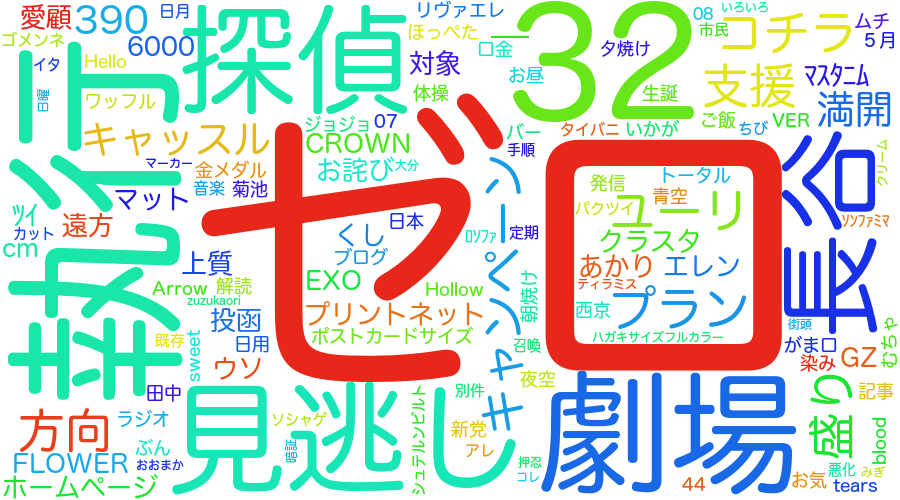 愛顧
390
日月
リヴァエレ
08
いろいろ
ゴメンネ
6000
探偵
ほっぺた
32
市民
コチラ
ムチ
5月
イタ
Hello
対象
口金
夕焼け
日曜
ワッフル
体操
お昼
生誕
支援
マスタニム
執行
キャッスル
ジョジョ
07
バー
タイバニ
いかが
ご飯
ちび
VER
満開
マーカー
CROWN
手順
金メダル
お詫び
大分
クリーム
音楽
菊池
マット
発信
トータル
長谷
ツイ
遠方
日本
キャンペーン
パクツイ
青空
カット
くし
ロソファ
定期
ユーリ
ソソファミマ
cm
ブログ
クラスタ
上質
ゼロ
あかり
エレン
Arrow
解読
EXO
Hollow
朝焼け
ティラミス
zuzukaori
プリントネット
西京
プラン
投函
ポストカードサイズ
街頭
既存
日用
召喚
ハガキサイズフルカラー
がま口
むちゃ
sweet
ウソ
染み
GZ
田中
見逃し
別件
夜空
劇場
盛り
記事
方向
ラジオ
ソシャゲ
シュテルンビルト
新党
ぶん
暗証
アレ
blood
FLOWER
おおまか
押忍
悪化
みぎ
ホームページ
コレ
44
お気
tears